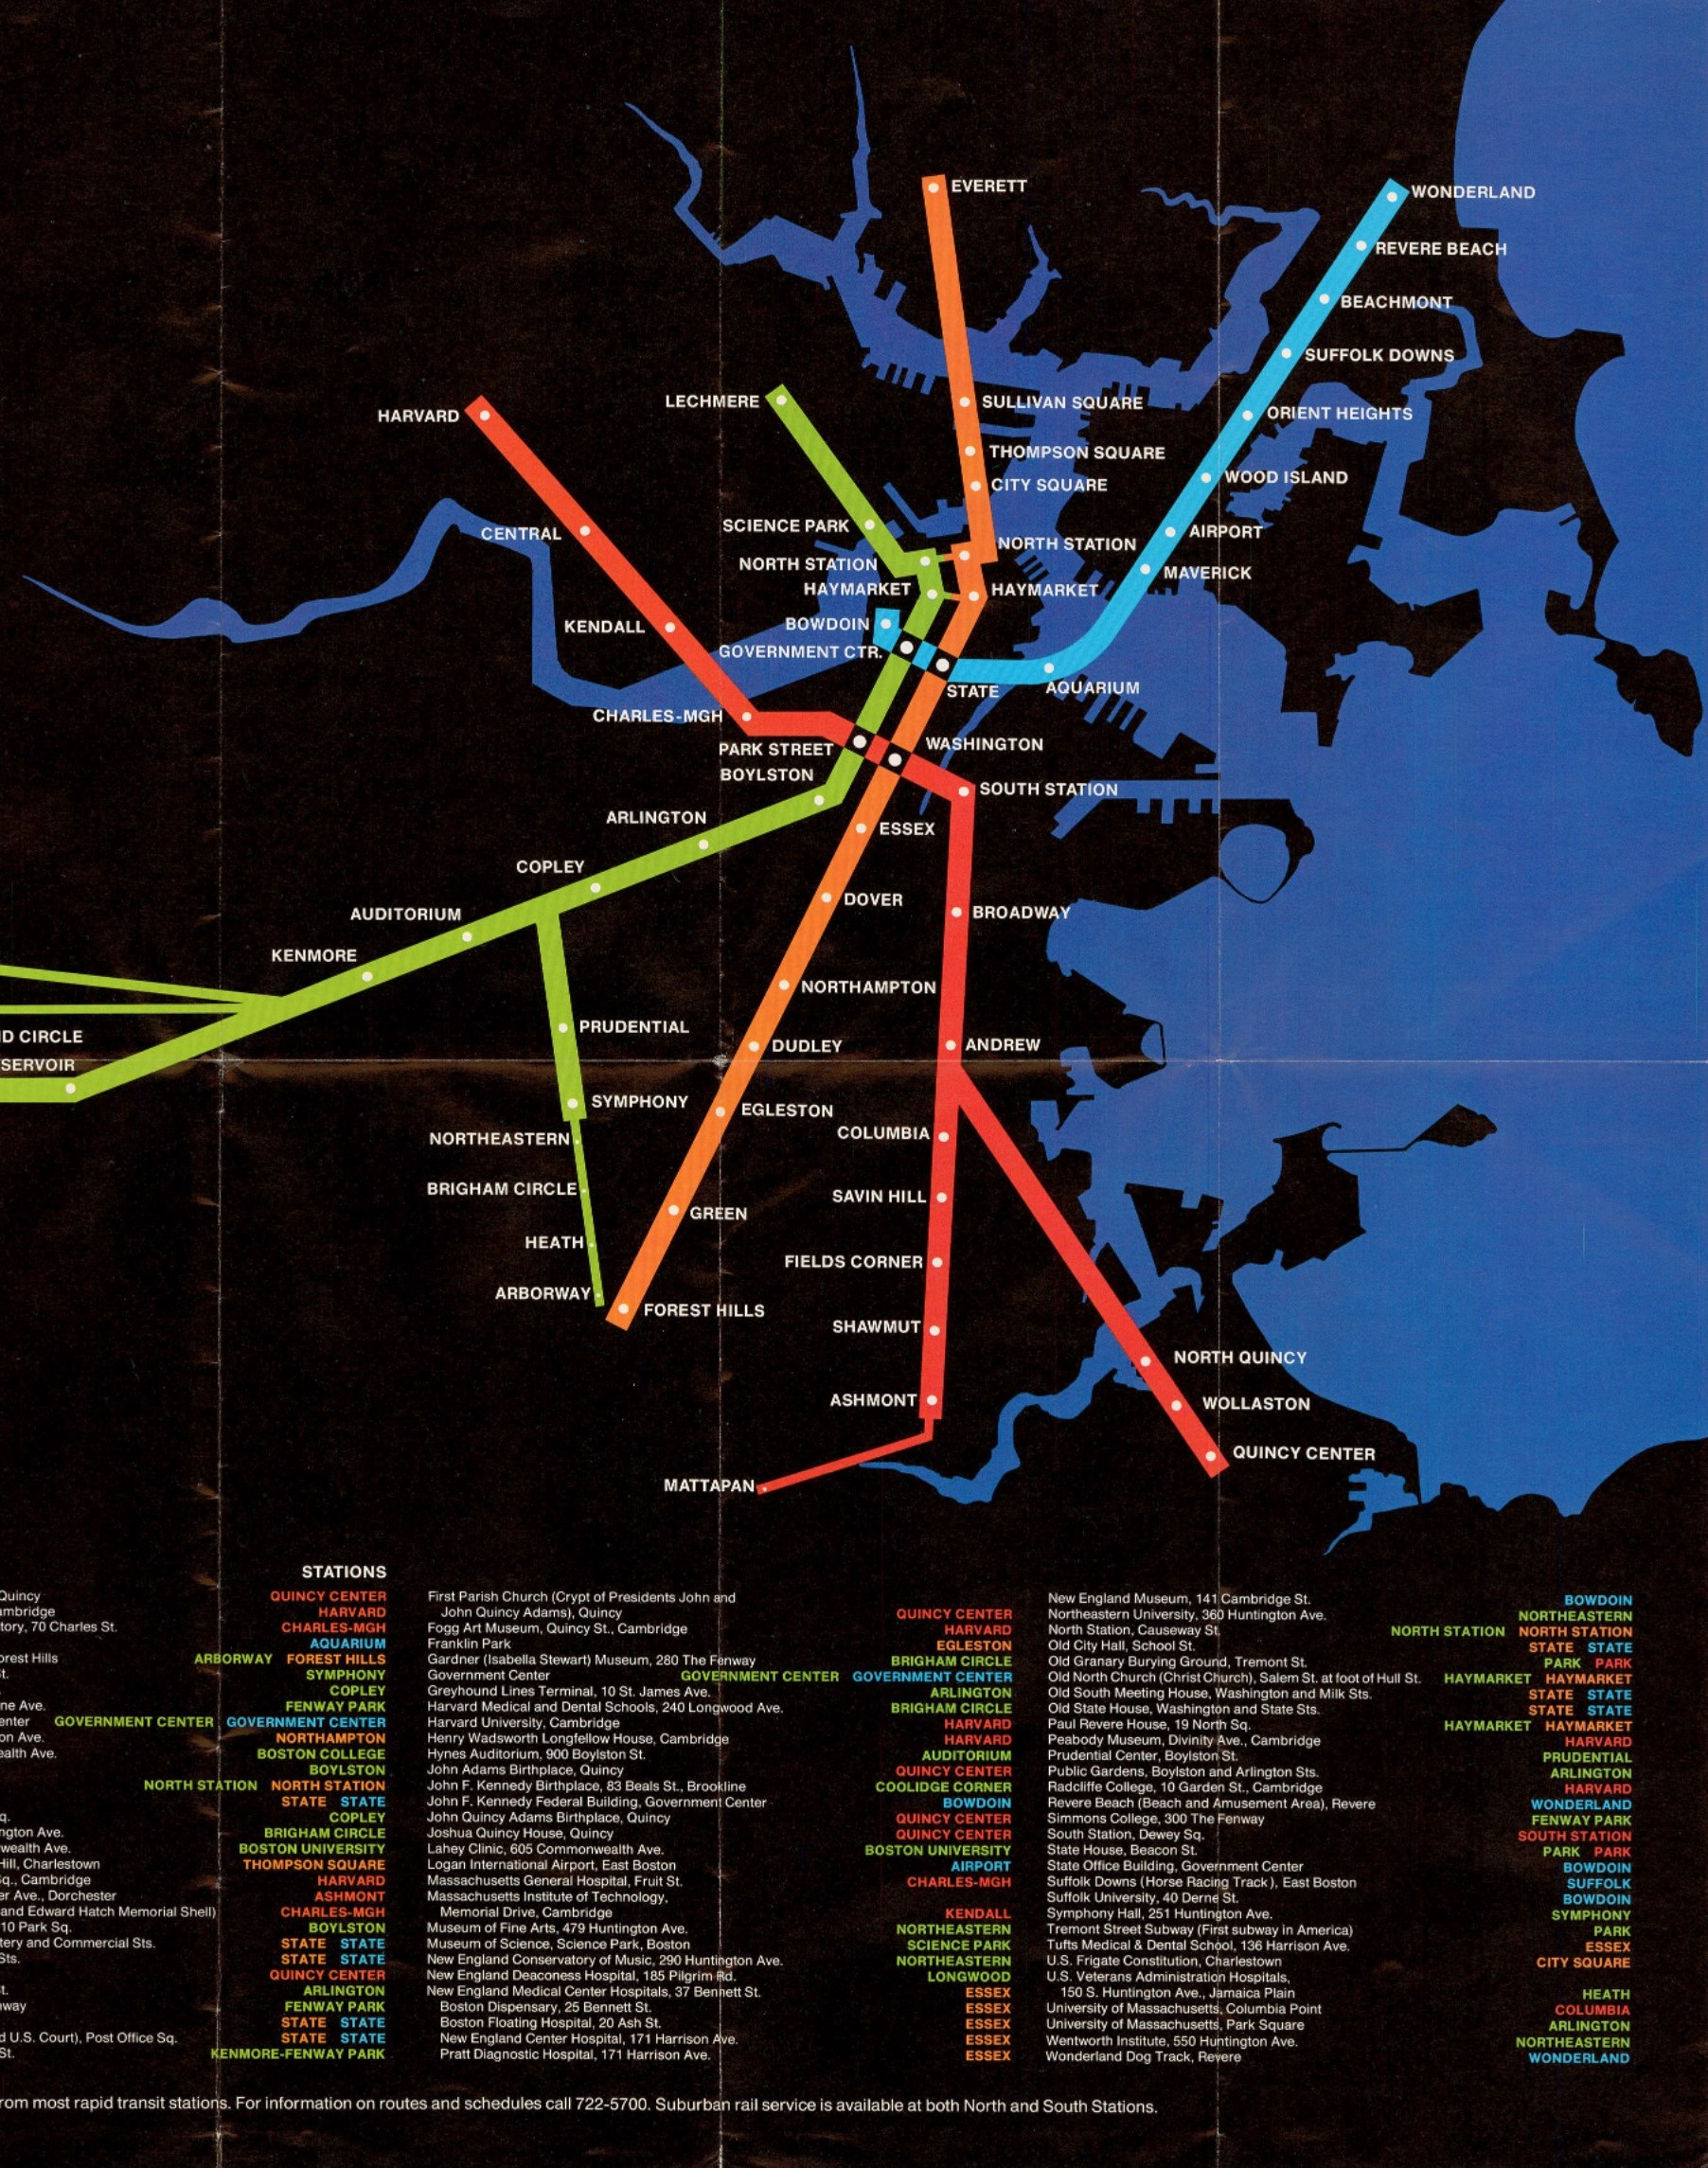 EVERETT
WONDERLAND
REVERE BEACH
BEACHMONT
SUFFOLK DOWNS
HARVARD
LECHMERE
SULLIVAN SQUARE
ORIENT HEIGHTS
THOMPSON SQUARE
CITY SQUARE
WOOD ISLAND
CENTRAL
SCIENCE PARK
AIRPORT
NORTH STATION
NORTH STATION
MAVERICK
HAYMARKET
HAYMARKET
KENDALL
BOWDOIN
GOVERNMENT CTR.
STATE
AQUARIUM
CHARLES-MGH
PARK STREET
WASHINGTON
BOYLSTON
SOUTH STATION
ARLINGTON
ESSEX
COPLEY
DOVER
AUDITORIUM
BROADWAY
KENMORE
NORTHAMPTON
PRUDENTIAL
D CIRCLE
DUDLEY
ANDREW
SERVOIR
SYMPHONY
EGLESTON
COLUMBIA
NORTHEASTERN
BRIGHAM CIRCLE
SAVIN HILL
GREEN
HEATH
FIELDS CORNER
ARBORWAY
FOREST HILLS
SHAWMUT
NORTH QUINCY
ASHMONT
WOLLASTON
QUINCY CENTER
MATTAPAN
STATIONS
Quincy QUINCY CENTER
ambridge HARVARD
tory, 70 Charles St. CHARLES-MGH
AQUARIUM
orest Hills ARBORWAY FOREST HILLS
t. SYMPHONY
COPLEY
ne Ave. FENWAY PARK
enter GOVERNMENT CENTER GOVERNMENT CENTER
on Ave. NORTHAMPTON
ealth Ave. BOSTON COLLEGE
BOYLSTON
NORTH STATION NORTH STATION
STATE STATE
q. COPLEY
ngton Ave. BRIGHAM CIRCLE
wealth Ave. BOSTON UNIVERSITY
Hill, Charlestown THOMPSON SQUARE
q., Cambridge HARVARD
er Ave., Dorchester ASHMONT
and Edward Hatch Memorial Shell) CHARLES-MGH
10 Park Sq. BOYLSTON
tery and Commercial Sts. STATE STATE
Sts. STATE STATE
QUINCY CENTER
t. ARLINGTON
way FENWAY PARK
STATE STATE
d U.S. Court), Post Office Sq. STATE STATE
St. KENMORE-FENWAY PARK
First Parish Church (Crypt of Presidents John and
John Quincy Adams), Quincy QUINCY CENTER
Fogg Art Museum, Quincy St., Cambridge HARVARD
Franklin Park EGLESTON
Gardner (Isabella Stewart) Museum, 280 The Fenway BRIGHAM CIRCLE
Government Center GOVERNMENT CENTER GOVERNMENT CENTER
Greyhound Lines Terminal, 10 St. James Ave. ARLINGTON
Harvard Medical and Dental Schools, 240 Longwood Ave. BRIGHAM CIRCLE
Harvard University, Cambridge HARVARD
Henry Wadsworth Longfellow House, Cambridge HARVARD
Hynes Auditorium, 900 Boylston St. AUDITORIUM
John Adams Birthplace, Quincy QUINCY CENTER
John F. Kennedy Birthplace, 83 Beals St., Brookline COOLIDGE CORNER
John F. Kennedy Federal Building, Government Center BOWDOIN
John Quincy Adams Birthplace, Quincy QUINCY CENTER
Joshua Quincy House, Quincy QUINCY CENTER
Lahey Clinic, 605 Commonwealth Ave. BOSTON UNIVERSITY
Logan International Airport, East Boston AIRPORT
Massachusetts General Hospital, Fruit St. CHARLES-MGH
Massachusetts Institute of Technology,
Memorial Drive, Cambridge KENDALL
Museum of Fine Arts, 479 Huntington Ave. NORTHEASTERN
Museum of Science, Science Park, Boston SCIENCE PARK
New England Conservatory of Music, 290 Huntington Ave. NORTHEASTERN
New England Deaconess Hospital, 185 Pilgrim Rd. LONGWOOD
New England Medical Center Hospitals, 37 Bennett St. ESSEX
Boston Dispensary, 25 Bennett St. ESSEX
Boston Floating Hospital, 20 Ash St. ESSEX
New England Center Hospital, 171 Harrison Ave. ESSEX
Pratt Diagnostic Hospital, 171 Harrison Ave. ESSEX
New England Museum, 141 Cambridge St. BOWDOIN
Northeastern University, 360 Huntington Ave. NORTHEASTERN
North Station, Causeway St. NORTH STATION NORTH STATION
Old City Hall, School St. STATE STATE
Old Granary Burying Ground, Tremont St. PARK PARK
Old North Church (Christ Church), Salem St. at foot of Hull St. HAYMARKET HAYMARKET
Old South Meeting House, Washington and Milk Sts. STATE STATE
Old State House, Washington and State Sts. STATE STATE
Paul Revere House, 19 North Sq. HAYMARKET HAYMARKET
Peabody Museum, Divinity Ave., Cambridge HARVARD
Prudential Center, Boylston St. PRUDENTIAL
Public Gardens, Boylston and Arlington Sts. ARLINGTON
Radcliffe College, 10 Garden St., Cambridge HARVARD
Revere Beach (Beach and Amusement Area), Revere WONDERLAND
Simmons College, 300 The Fenway FENWAY PARK
South Station, Dewey Sq. SOUTH STATION
State House, Beacon St. PARK PARK
State Office Building, Government Center BOWDOIN
Suffolk Downs (Horse Racing Track), East Boston SUFFOLK
Suffolk University, 40 Derne St. BOWDOIN
Symphony Hall, 251 Huntington Ave. SYMPHONY
Tremont Street Subway (First subway in America) PARK
Tufts Medical & Dental School, 136 Harrison Ave. ESSEX
U.S. Frigate Constitution, Charlestown CITY SQUARE
U.S. Veterans Administration Hospitals,
150 S. Huntington Ave., Jamaica Plain HEATH
University of Massachusetts, Columbia Point COLUMBIA
University of Massachusetts, Park Square ARLINGTON
Wentworth Institute, 550 Huntington Ave. NORTHEASTERN
Wonderland Dog Track, Revere WONDERLAND
rom most rapid transit stations. For information on routes and schedules call 722-5700. Suburban rail service is available at both North and South Stations.